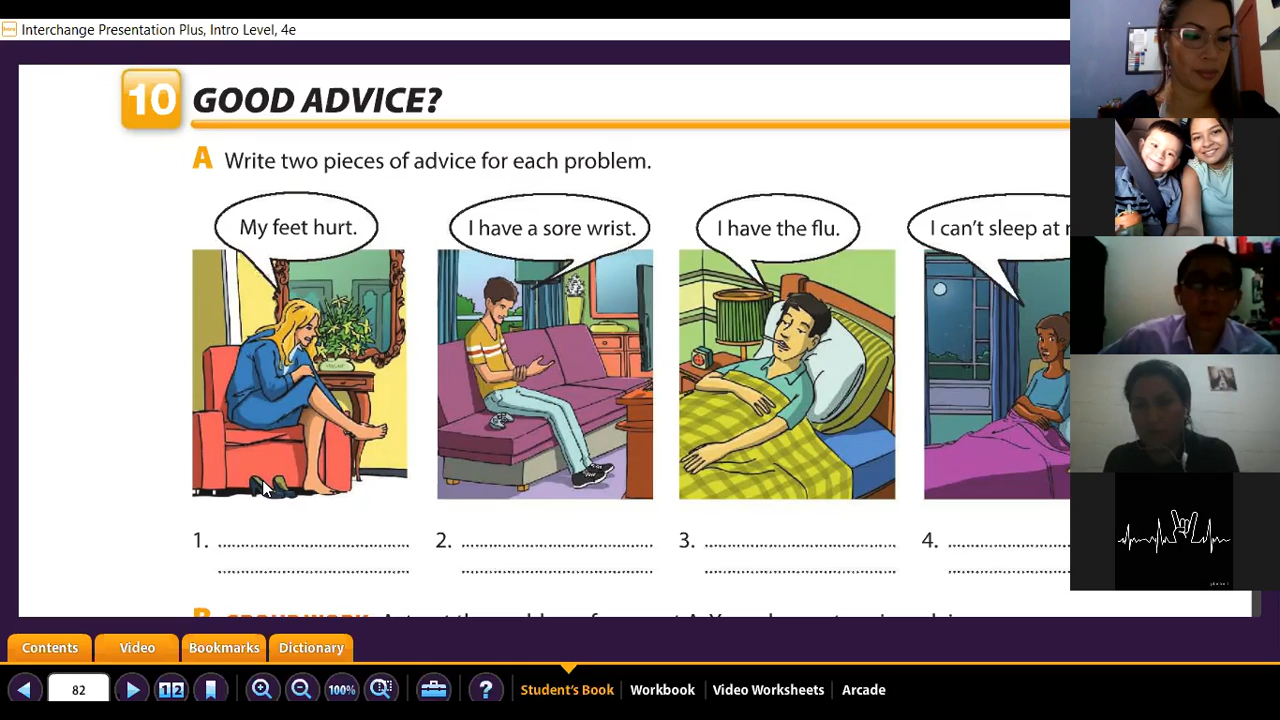 Interchange Presentation Plus, Intro Level, 4e
10 GOOD ADVICE?
A Write two pieces of advice for each problem.
My feet hurt.
I have a sore wrist.
I have the flu.
I can't sleep at
1.
2.
3.
4.
Contents
Video
Bookmarks
Dictionary
82
1 2
100%
?
Student's Book
Workbook
Video Worksheets
Arcade